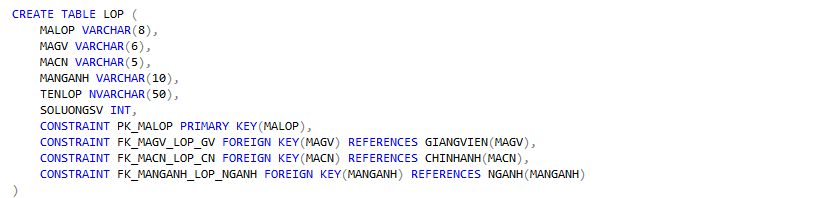 CREATE TABLE LOP (
    MALOP VARCHAR(8),
    MAGV VARCHAR(6),
    MACN VARCHAR(5),
    MANGANH VARCHAR(10),
    TENLOP NVARCHAR(50),
    SOLUONGSV INT,
    CONSTRAINT PK_MALOP PRIMARY KEY(MALOP),
    CONSTRAINT FK_MAGV_LOP_GV FOREIGN KEY(MAGV) REFERENCES GIANGVIEN(MAGV),
    CONSTRAINT FK_MACN_LOP_CN FOREIGN KEY(MACN) REFERENCES CHINHANH(MACN),
    CONSTRAINT FK_MANGANH_LOP_NGANH FOREIGN KEY(MANGANH) REFERENCES NGANH(MANGANH)
)